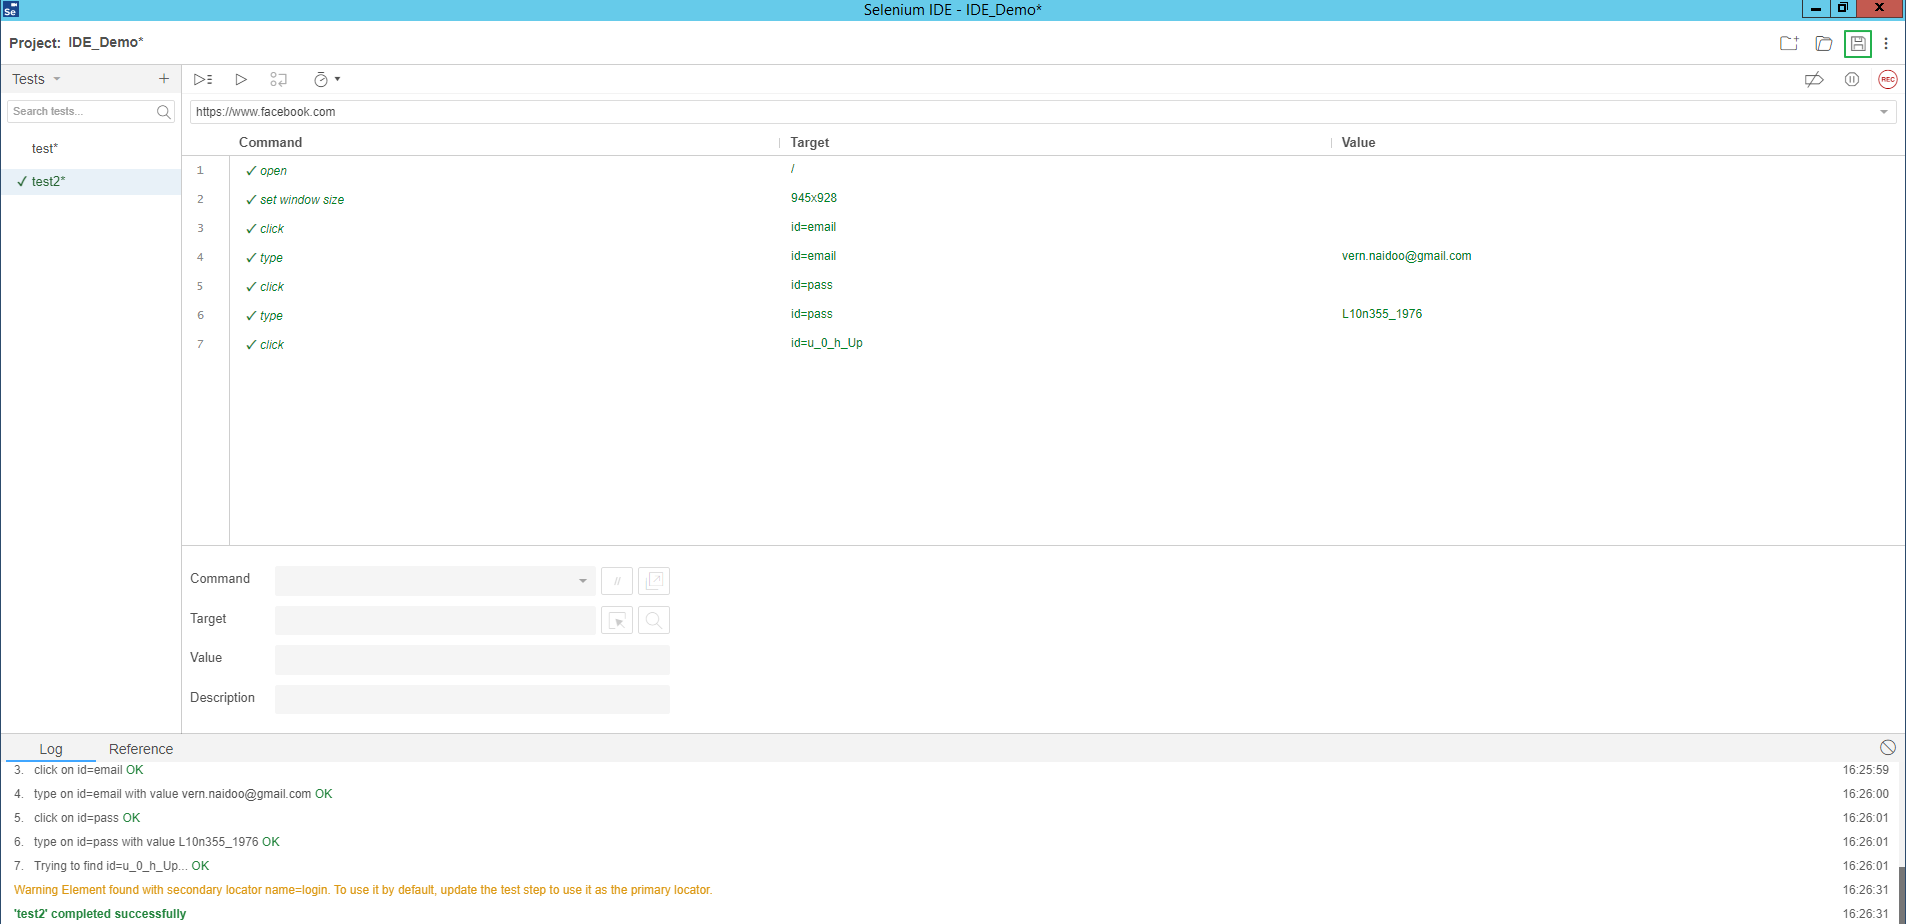 Se
Selenium IDE - IDE_Demo*
Project: IDE_Demo*
Tests
Search tests...
REC
https://www.facebook.com
test*
✓ test2*
Command Target Value
1 ✓ open /
2 ✓ set window size 945x928
3 ✓ click id=email
4 ✓ type id=email vern.naidoo@gmail.com
5 ✓ click id=pass
6 ✓ type id=pass L10n355_1976
7 ✓ click id=u_0_h_Up
Command //
Target
Value
Description
Log Reference
3. click on id=email OK 16:25:59
4. type on id=email with value vern.naidoo@gmail.com OK 16:26:00
5. click on id=pass OK 16:26:01
6. type on id=pass with value L10n355_1976 OK 16:26:01
7. Trying to find id=u_0_h_Up... OK 16:26:01
Warning Element found with secondary locator name=login. To use it by default, update the test step to use it as the primary locator. 16:26:31
'test2' completed successfully 16:26:31